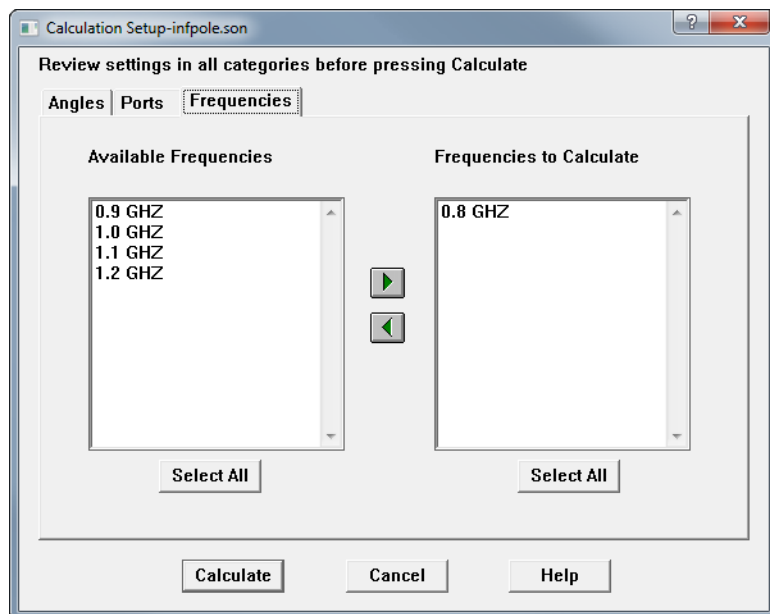 Calculation Setup-infpole.son
?
X
Review settings in all categories before pressing Calculate
Angles Ports Frequencies
Available Frequencies
Frequencies to Calculate
0.9 GHZ
1.0 GHZ
1.1 GHZ
1.2 GHZ
0.8 GHZ
Select All
Select All
Calculate Cancel Help